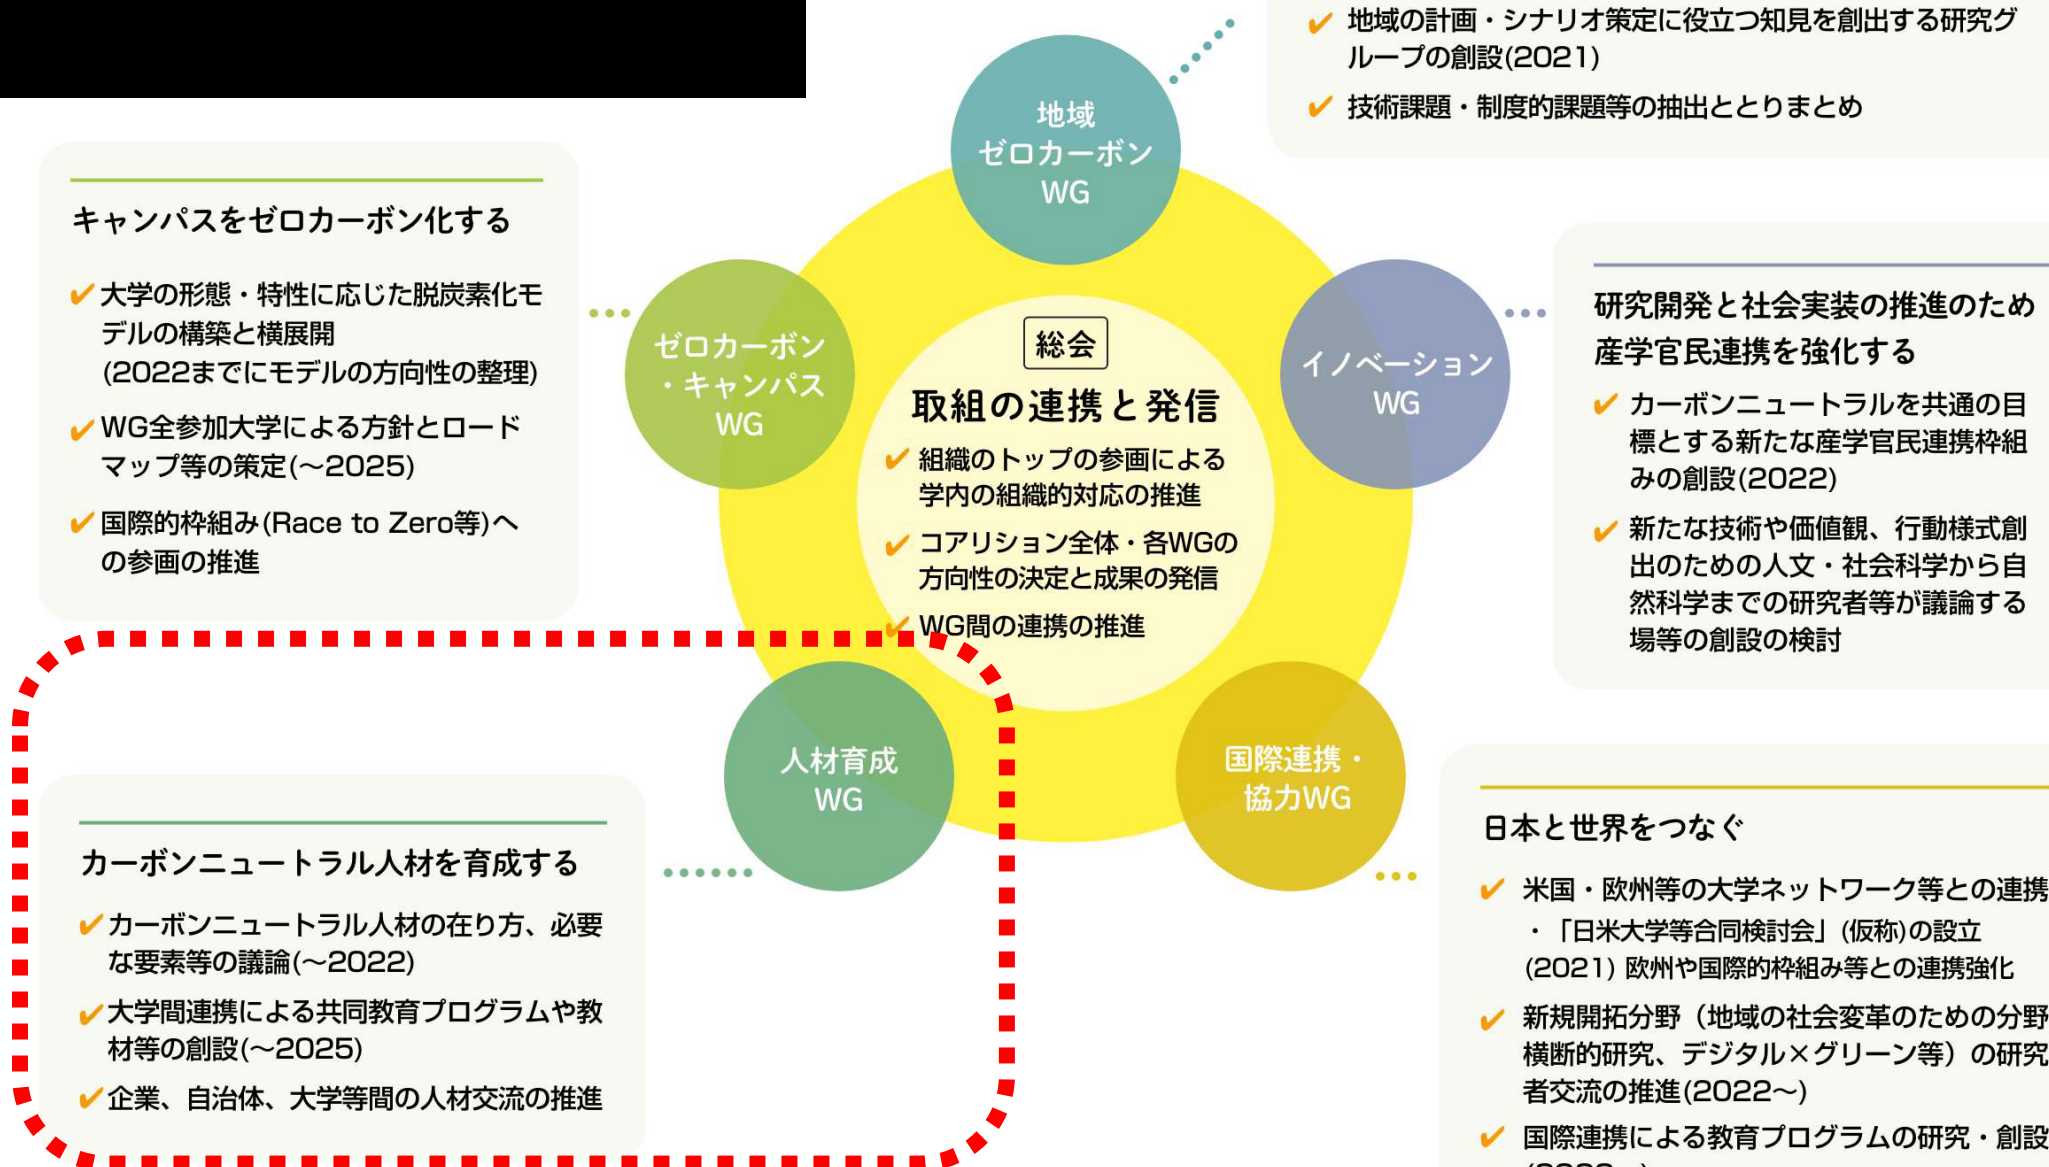 地域の計画・シナリオ策定に役立つ知見を創出する研究グ
ループの創設(2021)
技術課題・制度的課題等の抽出ととりまとめ
地域
ゼロカーボン
WG
キャンパスをゼロカーボン化する
大学の形態・特性に応じた脱炭素化モ
デルの構築と横展開
(2022までにモデルの方向性の整理)
WG全参加大学による方針とロード
マップ等の策定(～2025)
国際的枠組み(Race to Zero等)へ
の参画の推進
ゼロカーボン
・キャンパス
WG
総会
取組の連携と発信
組織のトップの参画による
学内の組織的対応の推進
コアリション全体・各WGの
方向性の決定と成果の発信
WG間の連携の推進
イノベーション
WG
研究開発と社会実装の推進のため
産学官民連携を強化する
カーボンニュートラルを共通の目
標とする新たな産学官民連携枠組
みの創設(2022)
新たな技術や価値観、行動様式創
出のための人文・社会科学から自
然科学までの研究者等が議論する
場等の創設の検討
人材育成
WG
カーボンニュートラル人材を育成する
カーボンニュートラル人材の在り方、必要
な要素等の議論(～2022)
大学間連携による共同教育プログラムや教
材等の創設(～2025)
企業、自治体、大学等間の人材交流の推進
国際連携・
協力WG
日本と世界をつなぐ
米国・欧州等の大学ネットワーク等との連携
・「日米大学等合同検討会」(仮称)の設立
(2021) 欧州や国際的枠組み等との連携強化
新規開拓分野（地域の社会変革のための分野
横断的研究、デジタル×グリーン等）の研究
者交流の推進(2022～)
国際連携による教育プログラムの研究・創設